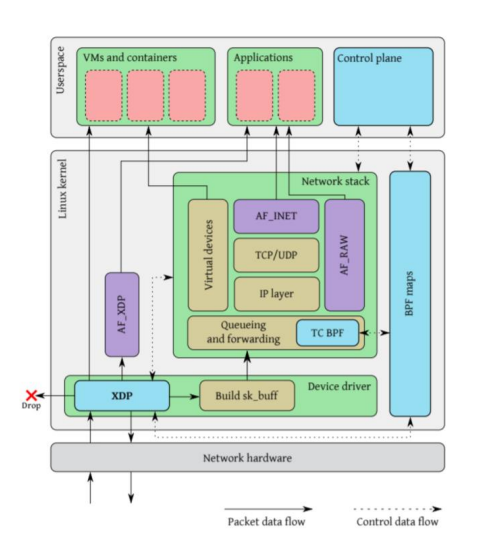 Userspace
VMs and containers
Applications
Control plane
Linux kernel
Network stack
Virtual devices
AF_INET
TCP/UDP
IP layer
AF_RAW
Queueing
and forwarding
TC BPF
BPF maps
AF_XDP
Device driver
Drop
XDP
Build sk_buff
Network hardware
Packet data flow
Control data flow